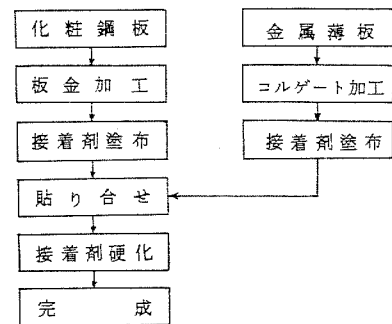 化粧鋼板
板金加工
接着剤塗布
貼り合せ
接着剤硬化
完成
金属薄板
コルゲート加工
接着剤塗布